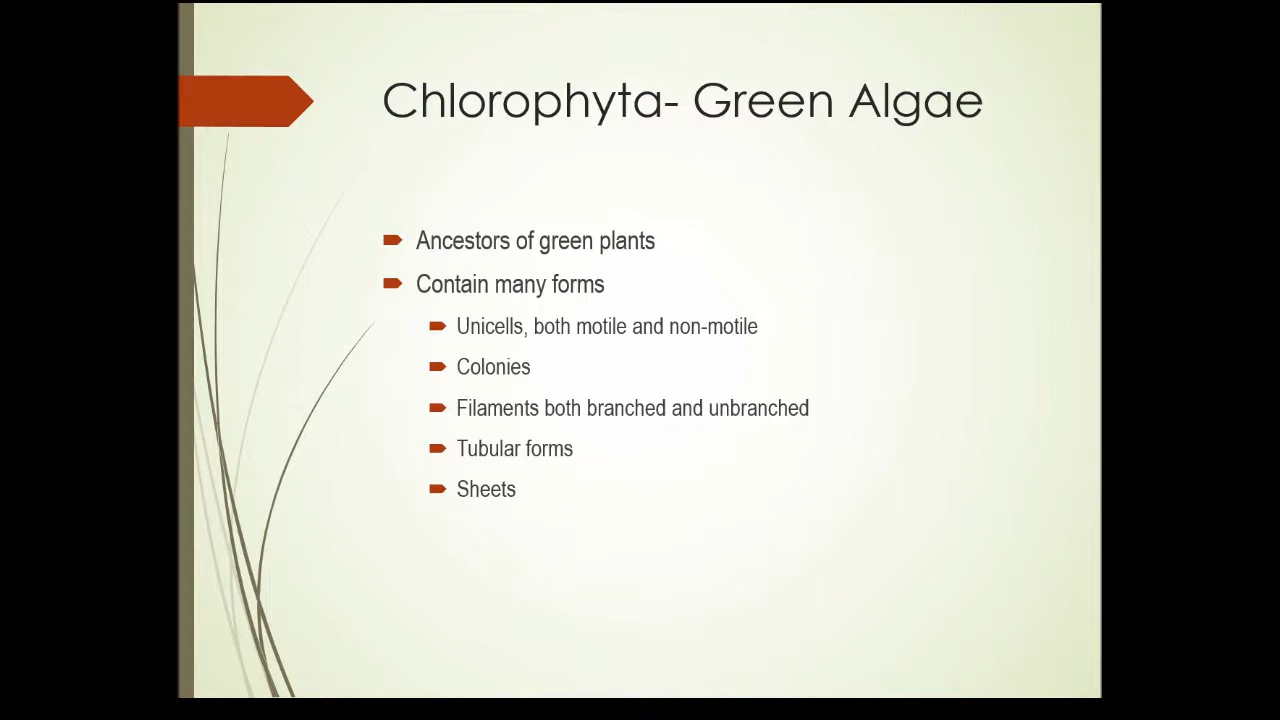 Chlorophyta- Green Algae
Ancestors of green plants
Contain many forms
Unicells, both motile and non-motile
Colonies
Filaments both branched and unbranched
Tubular forms
Sheets